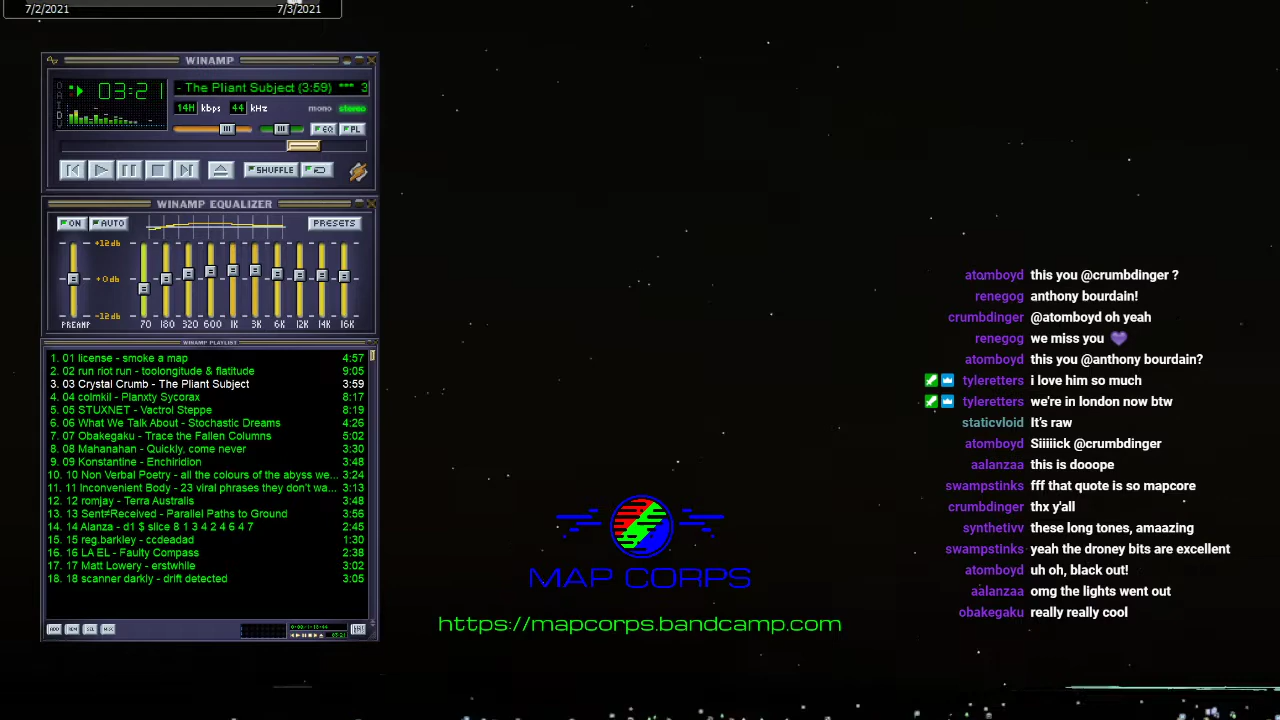 7/2/2021
7/3/2021
WINAMP
03:21
- The Pliant Subject (3:59) *** 3
14H kbps 44 kHz mono stereo
EQ PL
SHUFFLE
WINAMP EQUALIZER
ON AUTO PRESETS
+12db
+0db
-12db
PREAMP 70 180 320 600 1K 3K 6K 12K 14K 16K
WINAMP PLAYLIST
1. 01 license - smoke a map 4:57
2. 02 run riot run - toolongitude & flatitude 9:05
3. 03 Crystal Crumb - The Pliant Subject 3:59
4. 04 colmkil - Planxty Sycorax 8:17
5. 05 STUXNET - Vactrol Steppe 8:19
6. 06 What We Talk About - Stochastic Dreams 4:26
7. 07 Obakegaku - Trace the Fallen Columns 5:02
8. 08 Mahanahan - Quickly, come never 3:30
9. 09 Konstantine - Enchiridion 3:48
10. 10 Non Verbal Poetry - all the colours of the abyss we... 3:24
11. 11 Inconvenient Body - 23 viral phrases they don't wa... 3:13
12. 12 romjay - Terra Australis 3:48
13. 13 Sent≠Received - Parallel Paths to Ground 3:56
14. 14 Alanza - d1 $ slice 8 1 3 4 2 4 6 4 7 2:45
15. 15 reg.barkley - ccdeadad 1:30
16. 16 LA EL - Faulty Compass 2:38
17. 17 Matt Lowery - erstwhile 3:02
18. 18 scanner darkly - drift detected 3:05
ADD REM SEL MISC
03:21
MAP CORPS
https://mapcorps.bandcamp.com
atomboyd this you @crumbdinger ?
renegog anthony bourdain!
crumbdinger @atomboyd oh yeah
renegog we miss you 💜
atomboyd this you @anthony bourdain?
tyleretters i love him so much
tyleretters we're in london now btw
staticvloid It's raw
atomboyd Siiiiick @crumbdinger
aalanzaa this is dooope
swampstinks fff that quote is so mapcore
crumbdinger thx y'all
synthetivv these long tones, amaazing
swampstinks yeah the droney bits are excellent
atomboyd uh oh, black out!
aalanzaa omg the lights went out
obakegaku really really cool